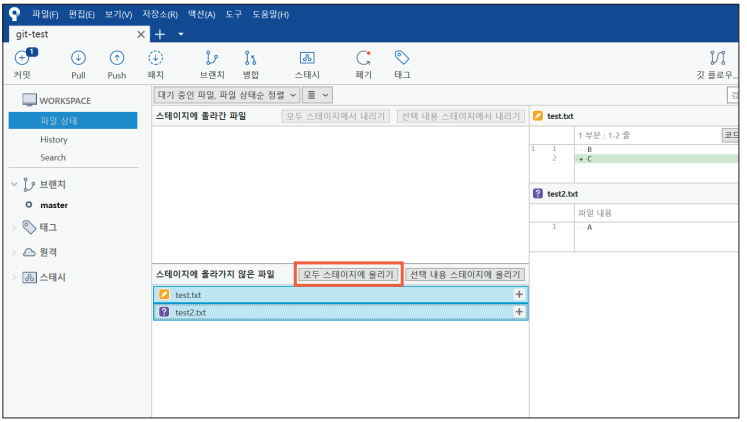 파일(F) 편집(E) 보기(V) 저장소(R) 액션(A) 도구 도움말(H)
git-test
1
커밋 Pull Push 패치 브랜치 병합 스태시 폐기 태그 깃 플로우...
WORKSPACE
파일 상태
History
Search
브랜치
master
태그
원격
스태시
대기 중인 파일, 파일 상태순 정렬
스테이지에 올라간 파일 모두 스테이지에서 내리기 선택 내용 스테이지에서 내리기
스테이지에 올라가지 않은 파일 모두 스테이지에 올리기 선택 내용 스테이지에 올리기
test.txt
test2.txt
검
test.txt
1 부분 : 1-2 줄 코드
1 1 B
2 + C
test2.txt
파일 내용
1 A